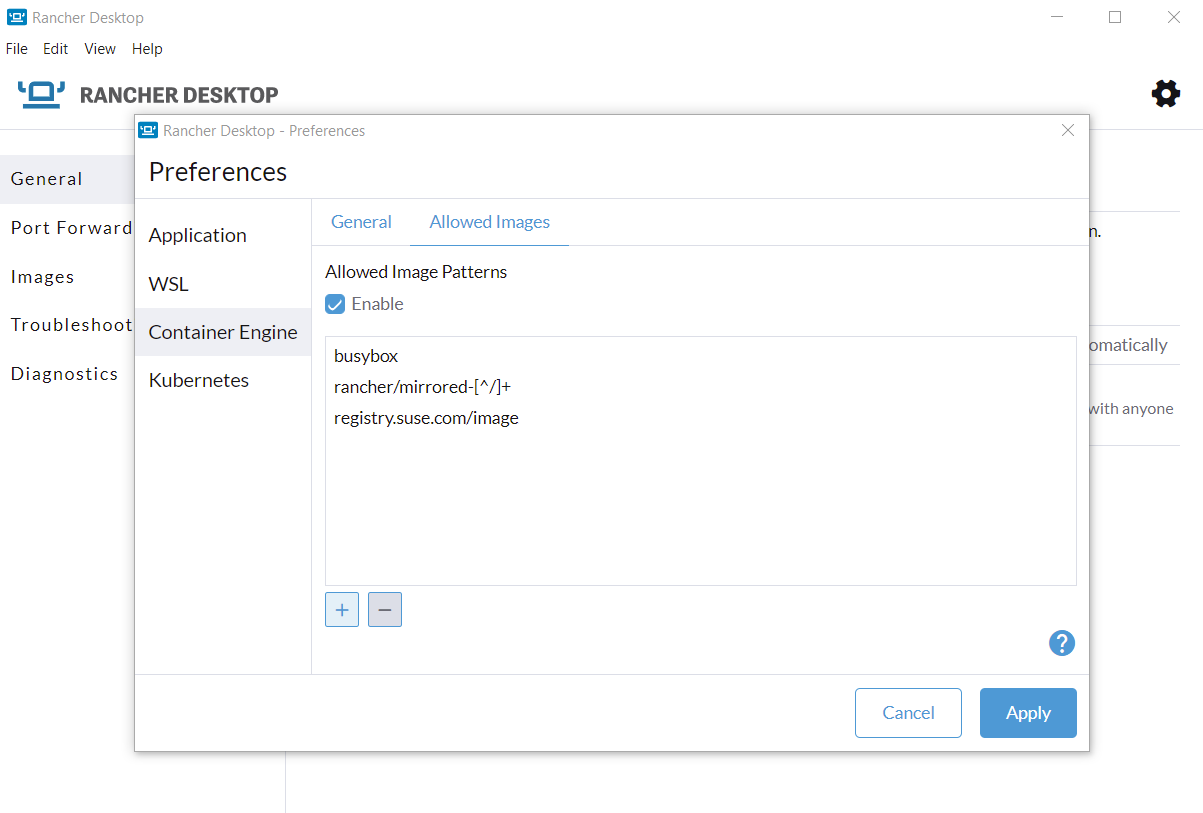 Rancher Desktop
File Edit View Help
RANCHER DESKTOP
Rancher Desktop - Preferences
Preferences
General
Port Forward
Images
Troubleshoot
Diagnostics
Application
WSL
Container Engine
Kubernetes
General Allowed Images
Allowed Image Patterns
Enable
busybox
rancher/mirrored-[^/]+
registry.suse.com/image
n.
omatically
with anyone
+ −
?
Cancel Apply